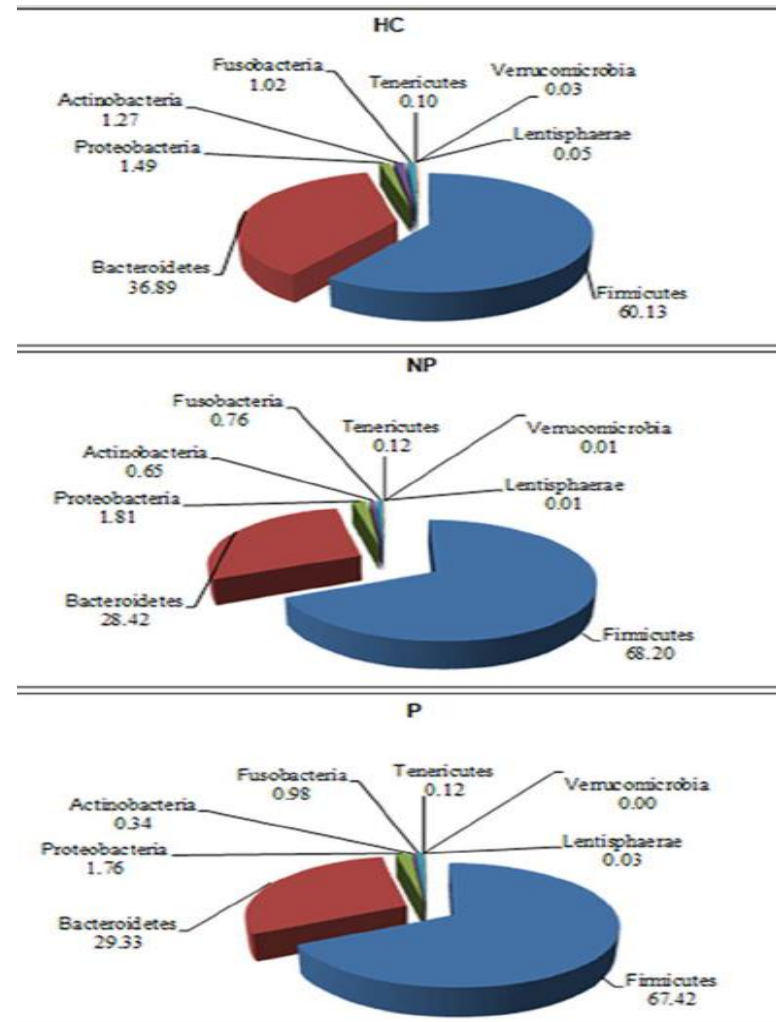 HC
Fusobacteria
1.02
Tenericutes
0.10
Verrucomicrobia
0.03
Actinobacteria
1.27
Proteobacteria
1.49
Lentisphaerae
0.05
Bacteroidetes
36.89
Firmicutes
60.13
NP
Fusobacteria
0.76
Tenericutes
0.12
Verrucomicrobia
0.01
Actinobacteria
0.65
Proteobacteria
1.81
Lentisphaerae
0.01
Bacteroidetes
28.42
Firmicutes
68.20
P
Fusobacteria
0.98
Tenericutes
0.12
Verrucomicrobia
0.00
Actinobacteria
0.34
Proteobacteria
1.76
Lentisphaerae
0.03
Bacteroidetes
29.33
Firmicutes
67.42